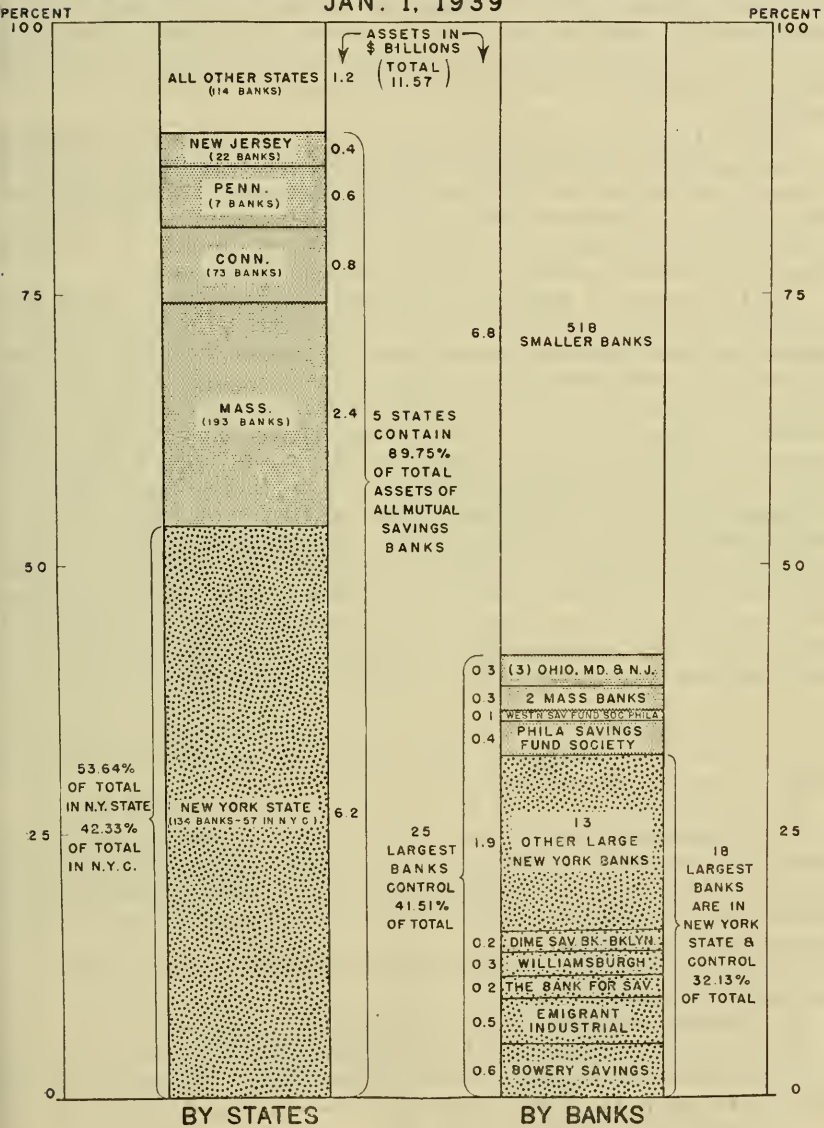 JAN. 1, 1939
PERCENT
100
75
50
25
0
ALL OTHER STATES
(114 BANKS)
1.2
NEW JERSEY
(22 BANKS)
0.4
PENN.
(7 BANKS)
0.6
CONN.
(73 BANKS)
0.8
MASS.
(193 BANKS)
2.4
NEW YORK STATE
(134 BANKS-57 IN N Y C)
6.2
53.64%
OF TOTAL
IN N.Y. STATE
42.33%
OF TOTAL
IN N.Y.C.
BY STATES
ASSETS IN
$ BILLIONS
(TOTAL
11.57)
5 STATES
CONTAIN
89.75%
OF TOTAL
ASSETS OF
ALL MUTUAL
SAVINGS
BANKS
25
LARGEST
BANKS
CONTROL
41.51%
OF TOTAL
6.8
518
SMALLER BANKS
0 3
(3) OHIO, MD. & N.J.
0.3
2 MASS BANKS
0 1
WEST'N SAV FUND SOC PHILA
0.4
PHILA SAVINGS
FUND SOCIETY
1.9
13
OTHER LARGE
NEW YORK BANKS
0.2
DIME SAV. BK.-BKLYN.
0 3
WILLIAMSBURGH
0 2
THE BANK FOR SAV.
0.5
EMIGRANT
INDUSTRIAL
0.6
BOWERY SAVINGS
BY BANKS
18
LARGEST
BANKS
ARE IN
NEW YORK
STATE &
CONTROL
32.13%
OF TOTAL
PERCENT
100
75
50
25
0